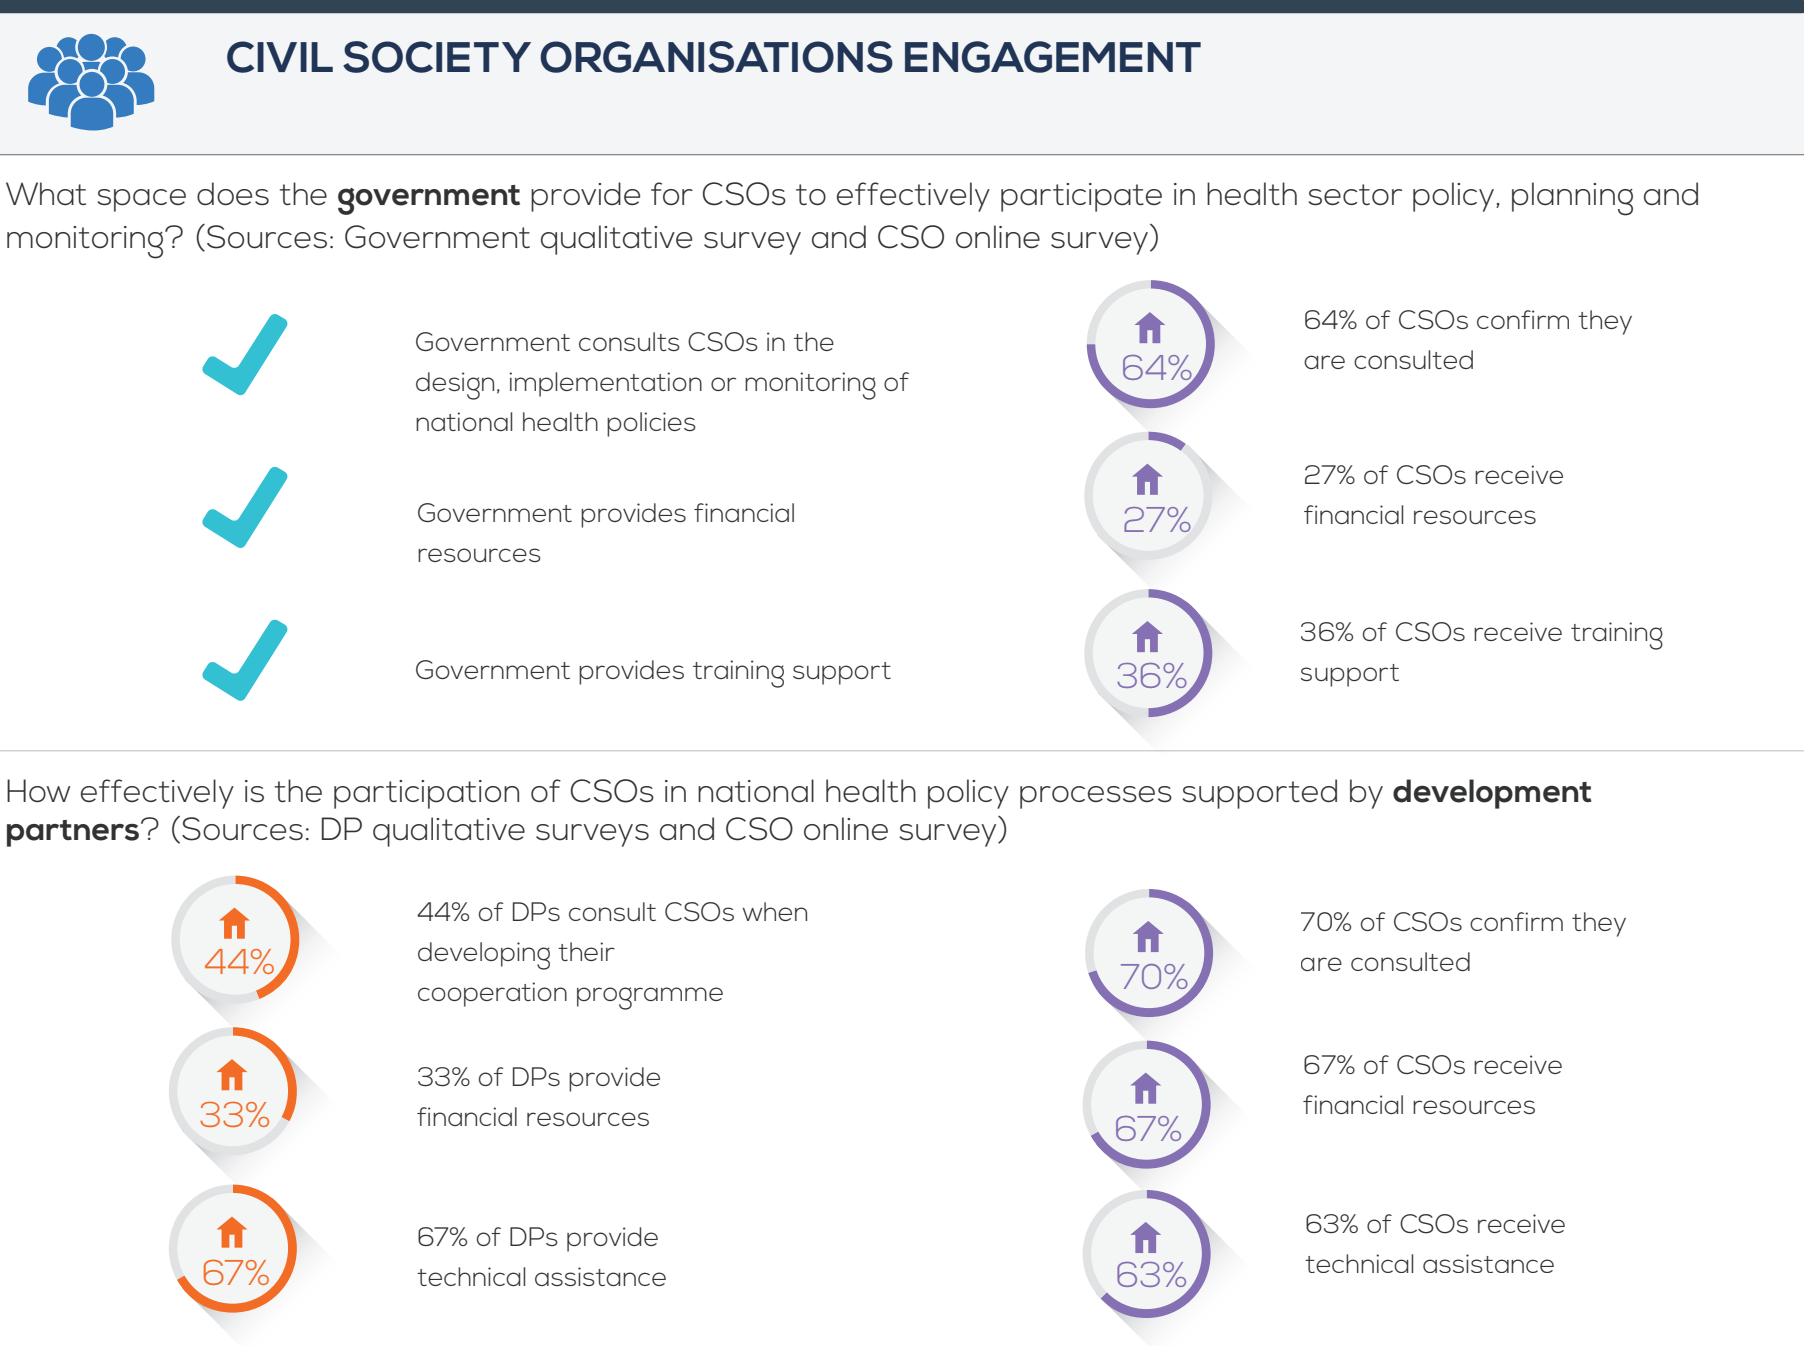 CIVIL SOCIETY ORGANISATIONS ENGAGEMENT
What space does the government provide for CSOs to effectively participate in health sector policy, planning and
monitoring? (Sources: Government qualitative survey and CSO online survey)
Government consults CSOs in the
design, implementation or monitoring of
national health policies
64%
64% of CSOs confirm they
are consulted
Government provides financial
resources
27%
27% of CSOs receive
financial resources
Government provides training support
36%
36% of CSOs receive training
support
How effectively is the participation of CSOs in national health policy processes supported by development
partners? (Sources: DP qualitative surveys and CSO online survey)
44%
44% of DPs consult CSOs when
developing their
cooperation programme
70%
70% of CSOs confirm they
are consulted
33%
33% of DPs provide
financial resources
67%
67% of CSOs receive
financial resources
67%
67% of DPs provide
technical assistance
63%
63% of CSOs receive
technical assistance